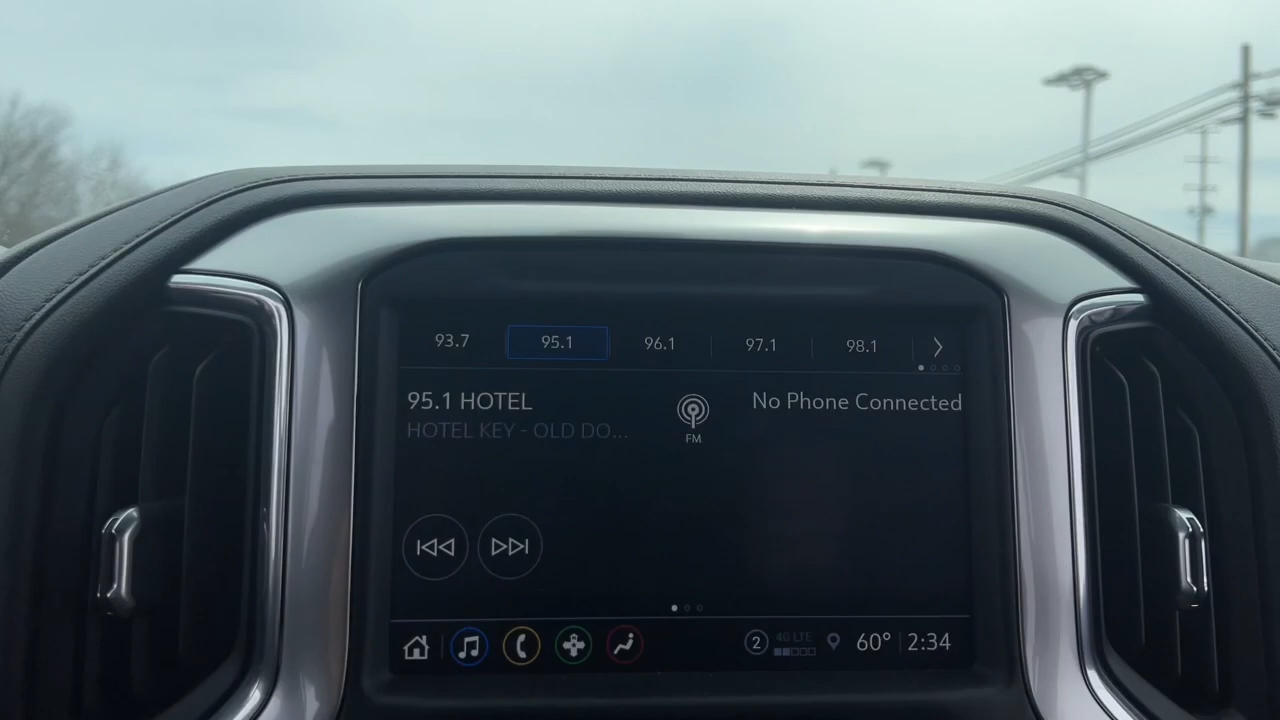 93.7 95.1 96.1 97.1 98.1
95.1 HOTEL
HOTEL KEY - OLD DO...
FM
No Phone Connected
2 4G LTE 60° 2:34